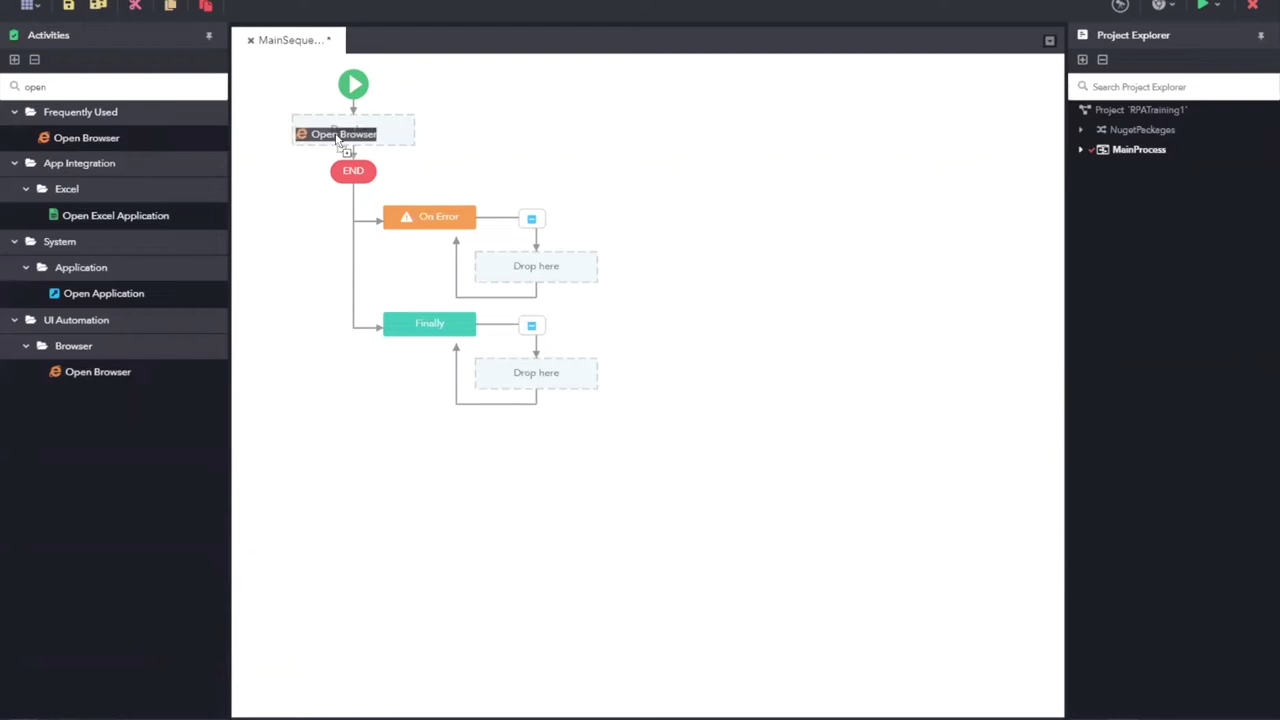 Activities
open
Frequently Used
Open Browser
App Integration
Excel
Open Excel Application
System
Application
Open Application
UI Automation
Browser
Open Browser
MainSeque... *
Open Browser
END
On Error
Drop here
Finally
Drop here
Project Explorer
Search Project Explorer
Project 'RPATraining1'
NugetPackages
MainProcess